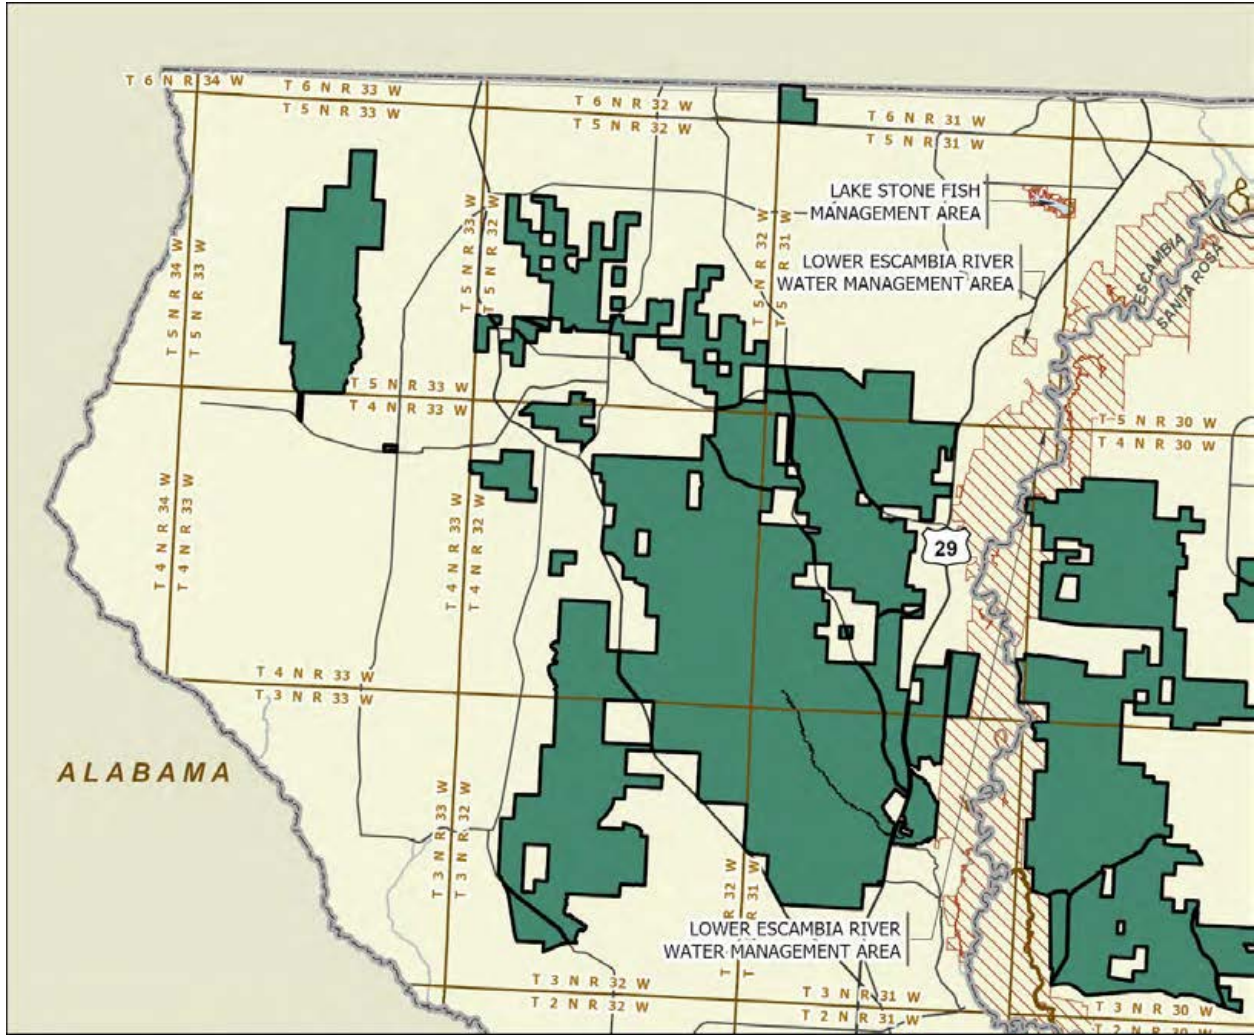 T 6 N R 34 W
T 6 N R 33 W
T 5 N R 33 W
T 6 N R 32 W
T 5 N R 32 W
T 6 N R 31 W
T 5 N R 31 W
LAKE STONE FISH
MANAGEMENT AREA
T 5 N R 34 W
T 5 N R 33 W
T 5 N R 33 W
T 5 N R 32 W
T 5 N R 32 W
T 5 N R 31 W
ESCAMBIA
SANTA ROSA
LOWER ESCAMBIA RIVER
WATER MANAGEMENT AREA
T 5 N R 33 W
T 4 N R 33 W
T 5 N R 30 W
T 4 N R 30 W
T 4 N R 34 W
T 4 N R 33 W
T 4 N R 33 W
T 4 N R 32 W
29
T 4 N R 33 W
T 3 N R 33 W
ALABAMA
T 3 N R 33 W
T 3 N R 32 W
R 32 W
R 31 W
LOWER ESCAMBIA RIVER
WATER MANAGEMENT AREA
T 3 N R 32 W
T 2 N R 32 W
T 3 N R 31 W
T 2 N R 31 W
T 3 N R 30 W